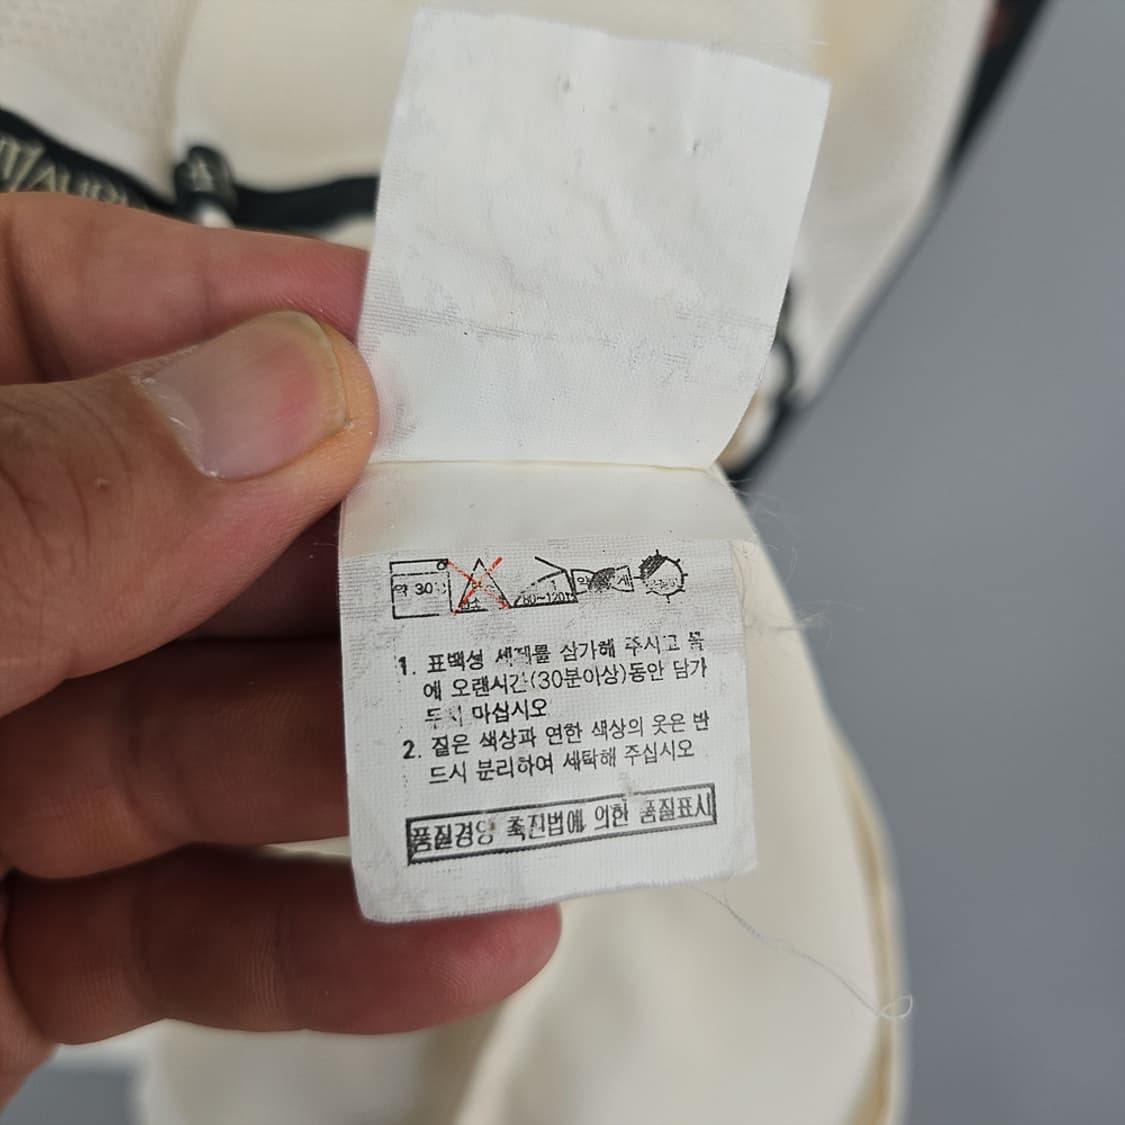 약 30℃
80~120℃
1. 표백성 세제를 삼가해 주시고 물
에 오랜시간(30분이상)동안 담가
두지 마십시오
2. 짙은 색상과 연한 색상의 옷은 반
드시 분리하여 세탁해 주십시오
품질경영 촉진법에 의한 품질표시